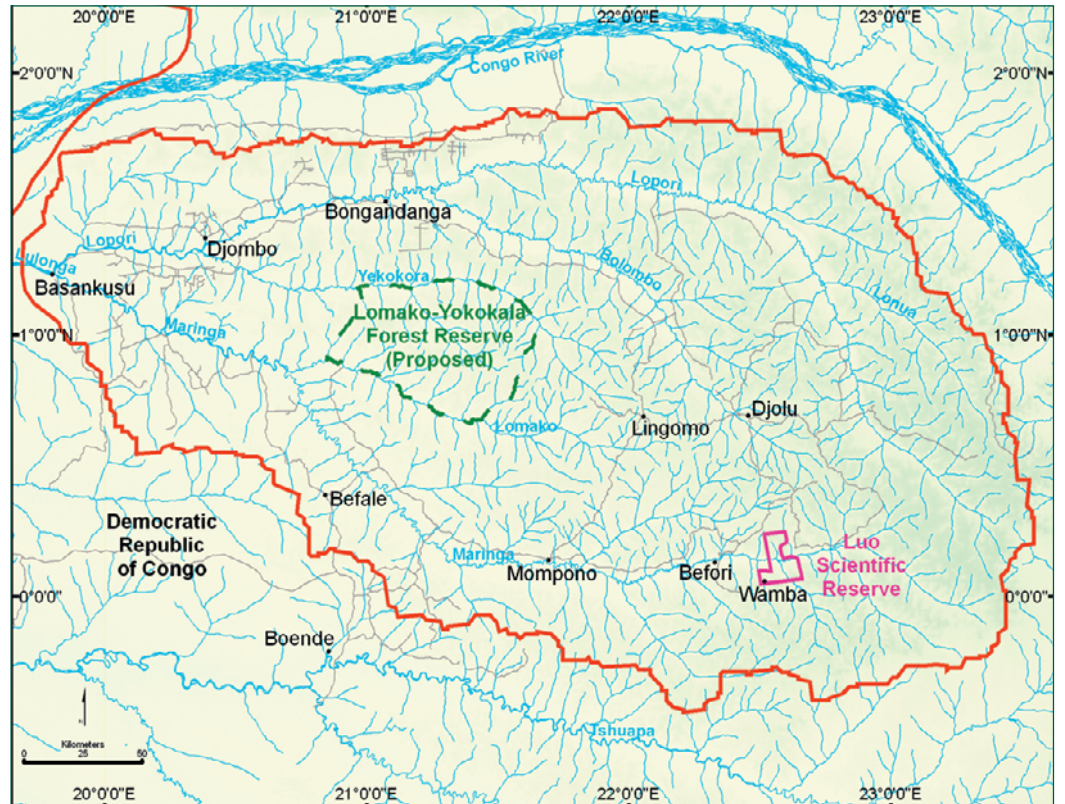 20°0'0"E
21°0'0"E
22°0'0"E
23°0'0"E
Congo River
2°0'0"N
2°0'0"N
Lopori
Bongandanga
Lopori
Djombo
Lulonga
Bolombo
Yekokora
Basankusu
Lonua
Lomako-Yokokala
Forest Reserve
(Proposed)
Maringa
1°0'0"N
1°0'0"N
Djolu
Lomako
Lingomo
Befale
Democratic
Republic
of Congo
Luo
Scientific
Reserve
Maringa
Mompono
Befori
Wamba
0°0'0"
0°0'0"
Boende
Tshuapa
Kilometers
0 25 50
20°0'0"E
21°0'0"E
22°0'0"E
23°0'0"E